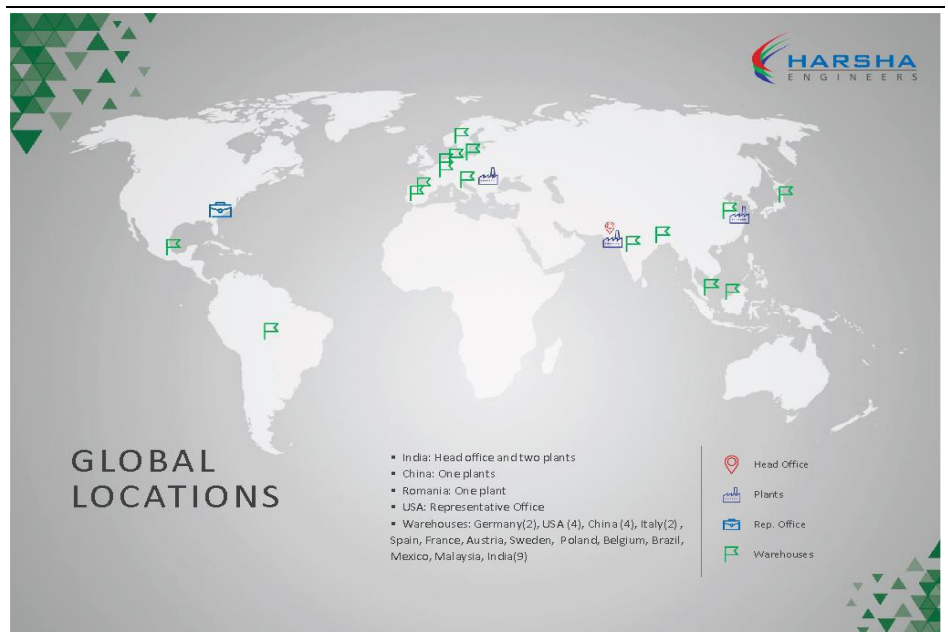 HARSHA
ENGINEERS
GLOBAL
LOCATIONS
▪ India: Head office and two plants
▪ China: One plants
▪ Romania: One plant
▪ USA: Representative Office
▪ Warehouses: Germany(2), USA (4), China (4), Italy(2) ,
Spain, France, Austria, Sweden, Poland, Belgium, Brazil,
Mexico, Malaysia, India(9)
Head Office
Plants
Rep. Office
Warehouses